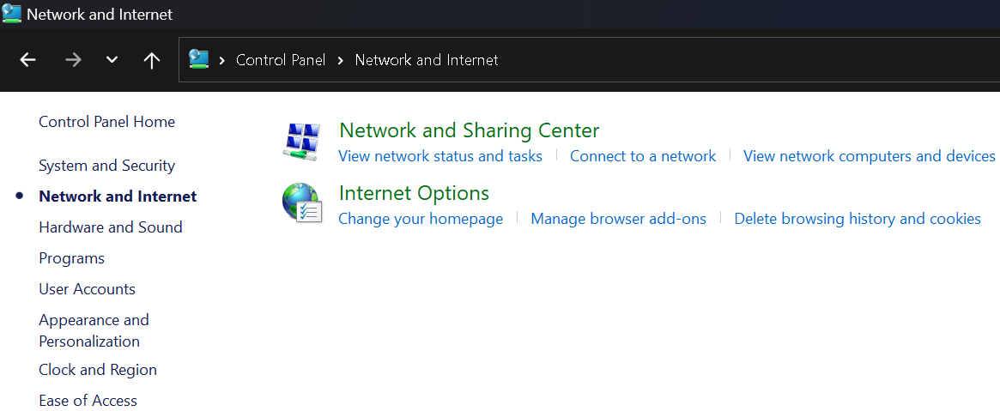 Network and Internet
Control Panel > Network and Internet
Control Panel Home
System and Security
Network and Internet
Hardware and Sound
Programs
User Accounts
Appearance and
Personalization
Clock and Region
Ease of Access
Network and Sharing Center
View network status and tasks
Connect to a network
View network computers and devices
Internet Options
Change your homepage
Manage browser add-ons
Delete browsing history and cookies